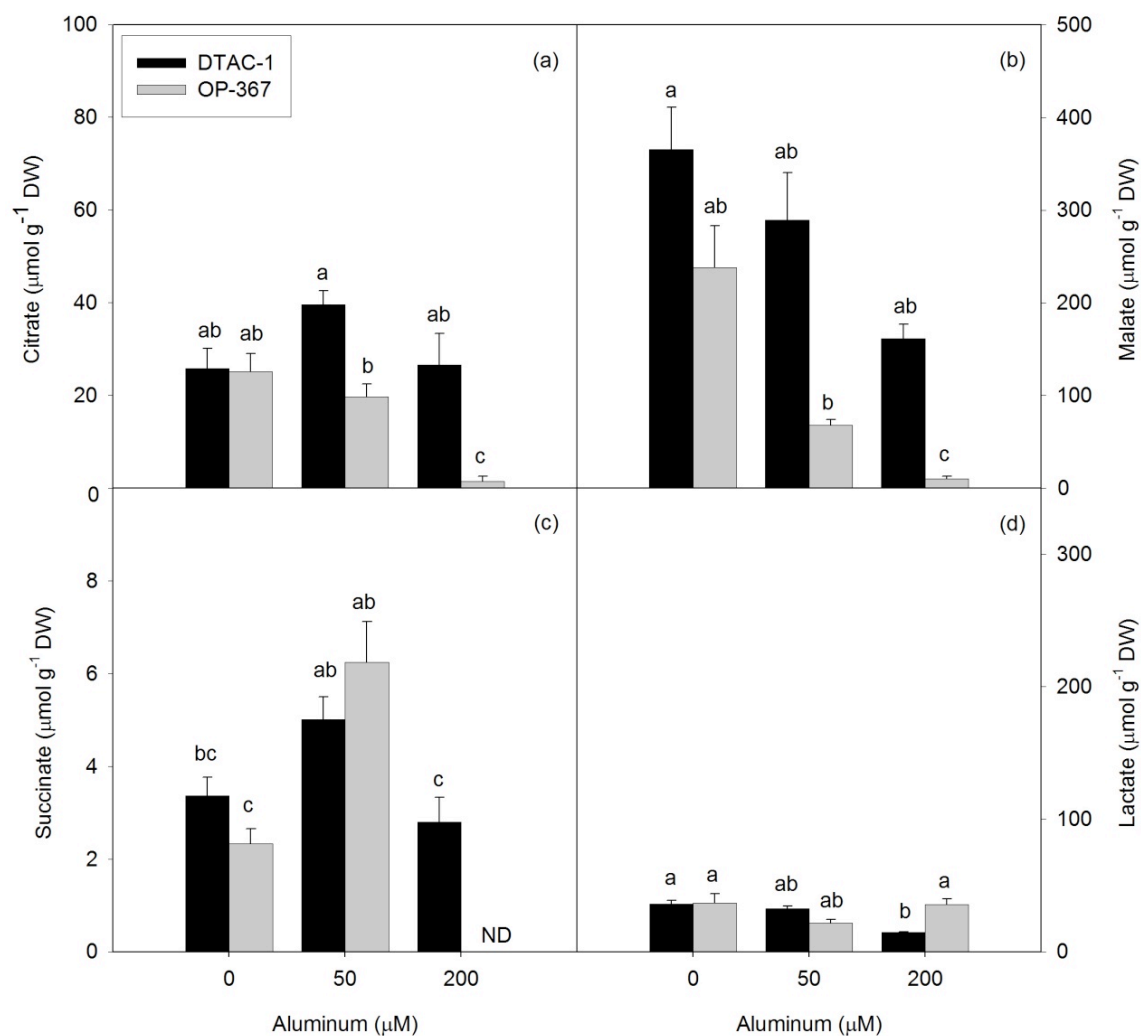 DTAC-1
OP-367
(a)
100
80
60
40
20
0
Citrate (μmol g⁻¹ DW)
ab
ab
a
b
ab
c
(b)
500
400
300
200
100
0
Malate (μmol g⁻¹ DW)
a
ab
ab
b
ab
c
(c)
8
6
4
2
0
Succinate (μmol g⁻¹ DW)
bc
c
ab
ab
c
ND
0 50 200
Aluminum (μM)
(d)
300
200
100
0
Lactate (μmol g⁻¹ DW)
a
a
ab
ab
b
a
0 50 200
Aluminum (μM)